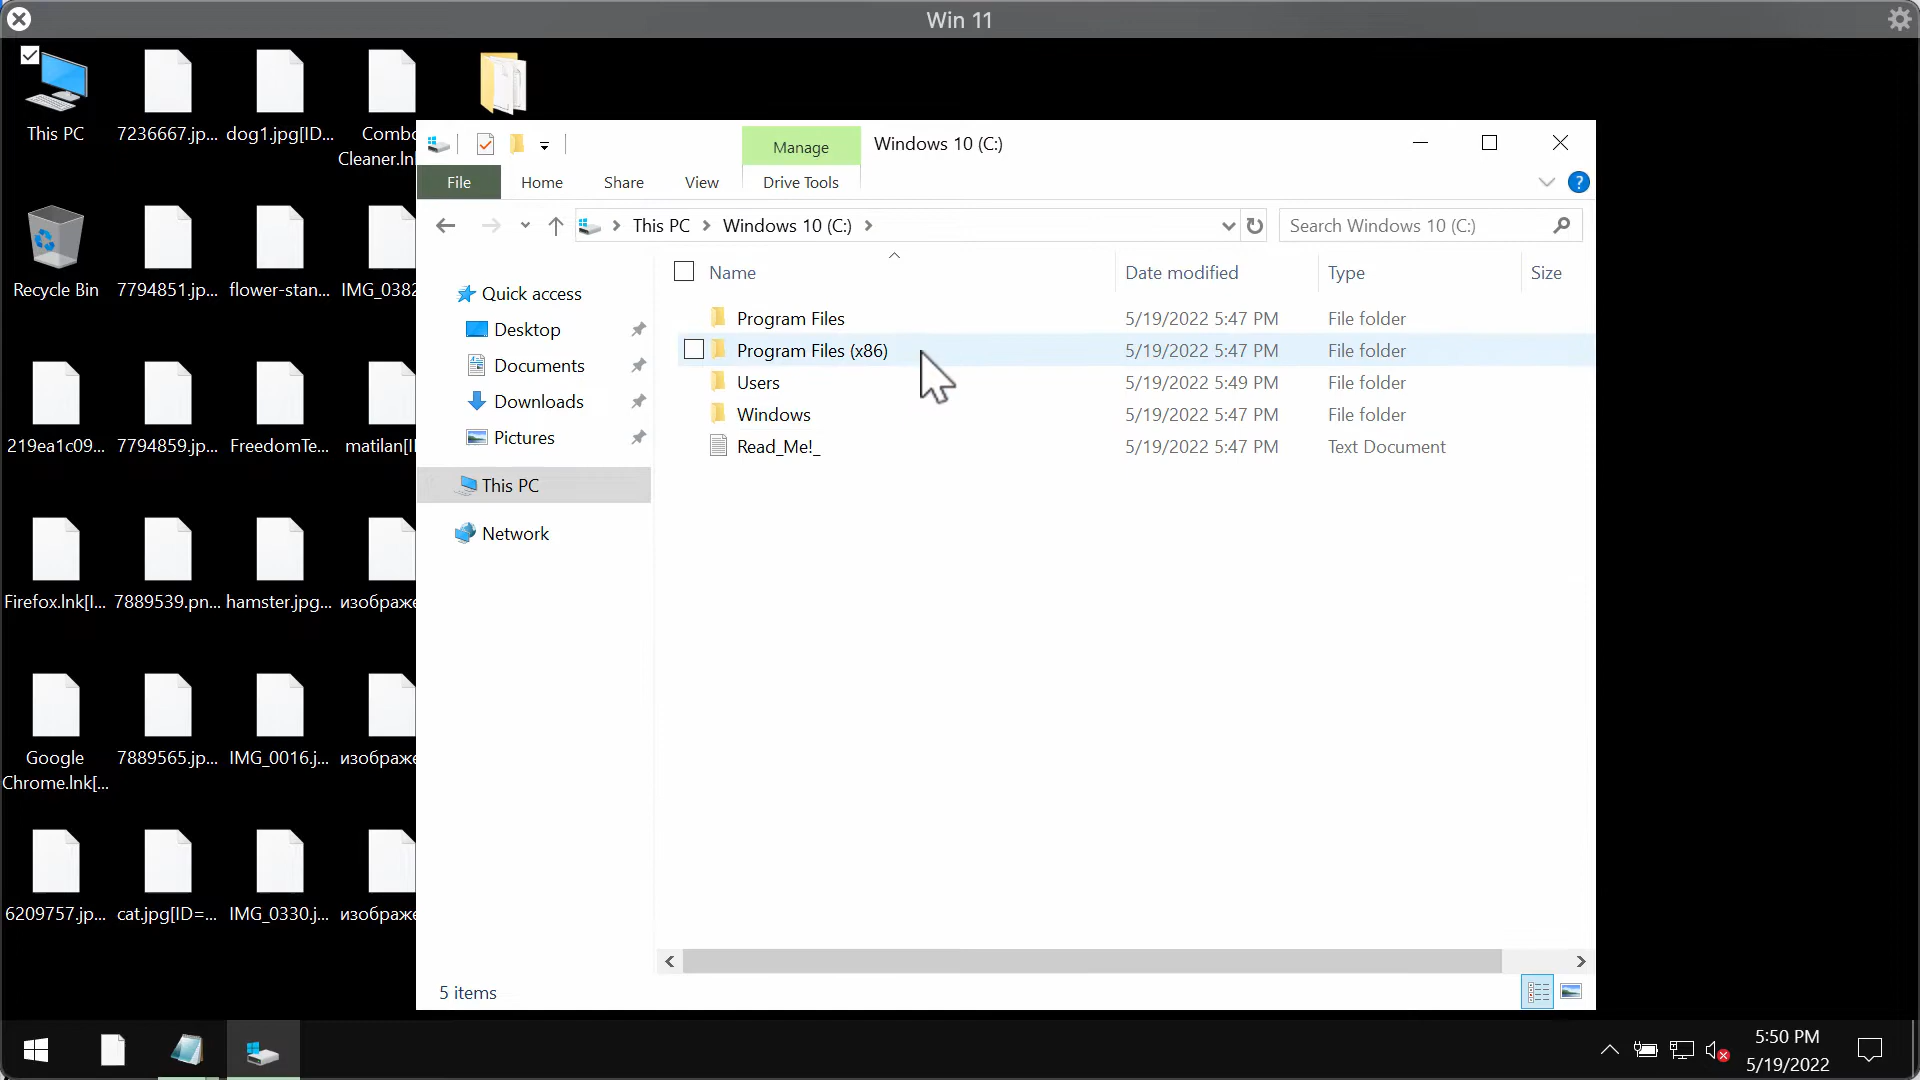 Win 11
This PC
7236667.jp...
dog1.jpg[ID...
Combo
Cleaner.ln
Recycle Bin
7794851.jp...
flower-stan...
IMG_0382
219ea1c09...
7794859.jp...
FreedomTe...
matilan[I
Firefox.lnk[I...
7889539.pn...
hamster.jpg...
изображе
Google
Chrome.lnk[...
7889565.jp...
IMG_0016.j...
изображе
6209757.jp...
cat.jpg[ID=...
IMG_0330.j...
изображе
Manage
Windows 10 (C:)
File
Home
Share
View
Drive Tools
This PC
Windows 10 (C:)
Search Windows 10 (C:)
Quick access
Desktop
Documents
Downloads
Pictures
This PC
Network
Name Date modified Type Size
Program Files 5/19/2022 5:47 PM File folder
Program Files (x86) 5/19/2022 5:47 PM File folder
Users 5/19/2022 5:49 PM File folder
Windows 5/19/2022 5:47 PM File folder
Read_Me!_ 5/19/2022 5:47 PM Text Document
5 items
5:50 PM
5/19/2022